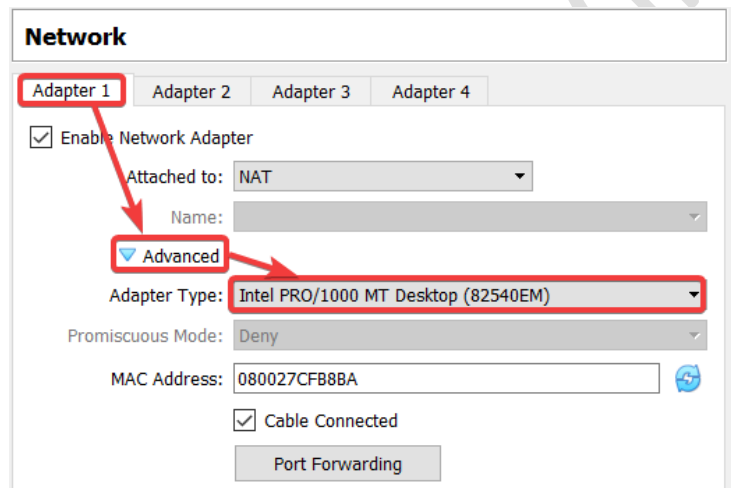 Network
Adapter 1 Adapter 2 Adapter 3 Adapter 4
Enable Network Adapter
Attached to: NAT
Name:
Advanced
Adapter Type: Intel PRO/1000 MT Desktop (82540EM)
Promiscuous Mode: Deny
MAC Address: 080027CFB8BA
Cable Connected
Port Forwarding